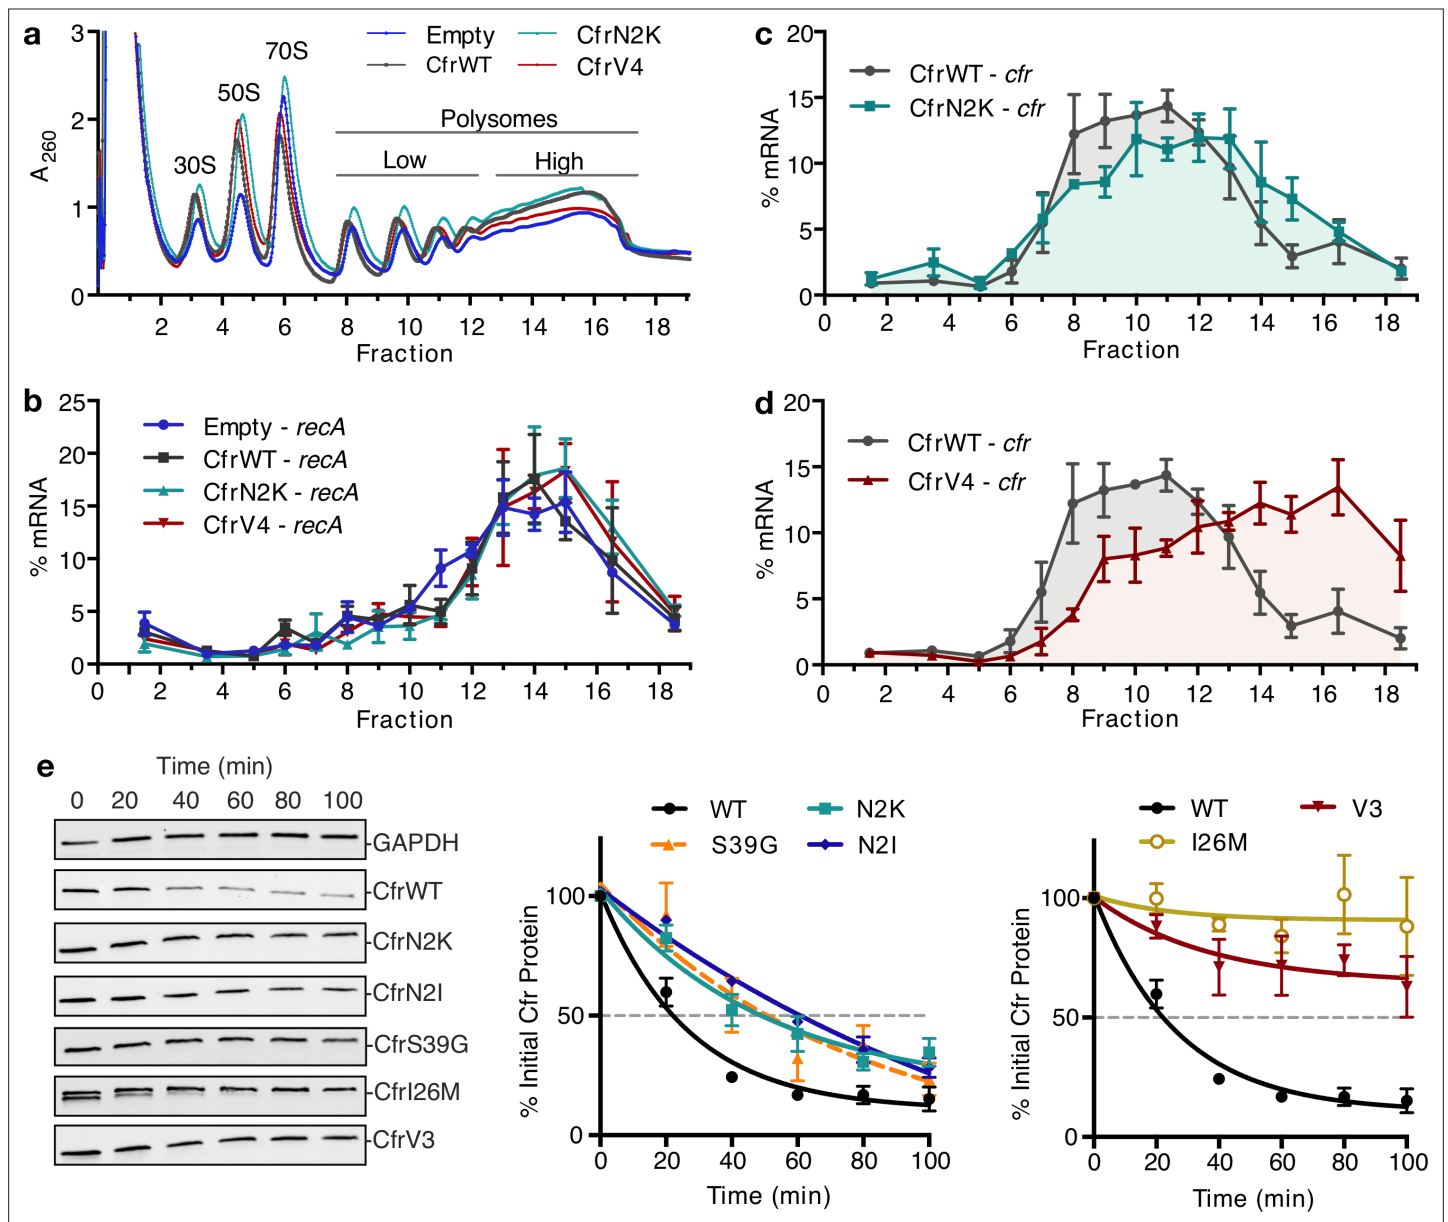 a
3
2
1
0
A260
30S
50S
70S
Empty
CfrN2K
CfrWT
CfrV4
Polysomes
Low
High
2 4 6 8 10 12 14 16 18
Fraction
c
20
15
10
5
0
% mRNA
CfrWT - cfr
CfrN2K - cfr
0 2 4 6 8 10 12 14 16 18
Fraction
b
25
20
15
10
5
0
% mRNA
Empty - recA
CfrWT - recA
CfrN2K - recA
CfrV4 - recA
0 2 4 6 8 10 12 14 16 18
Fraction
d
20
15
10
5
0
% mRNA
CfrWT - cfr
CfrV4 - cfr
0 2 4 6 8 10 12 14 16 18
Fraction
e
Time (min)
0 20 40 60 80 100
-GAPDH
-CfrWT
-CfrN2K
-CfrN2I
-CfrS39G
-CfrI26M
-CfrV3
WT
N2K
S39G
N2I
100
50
0
% Initial Cfr Protein
0 20 40 60 80 100
Time (min)
WT
V3
I26M
100
50
0
% Initial Cfr Protein
0 20 40 60 80 100
Time (min)